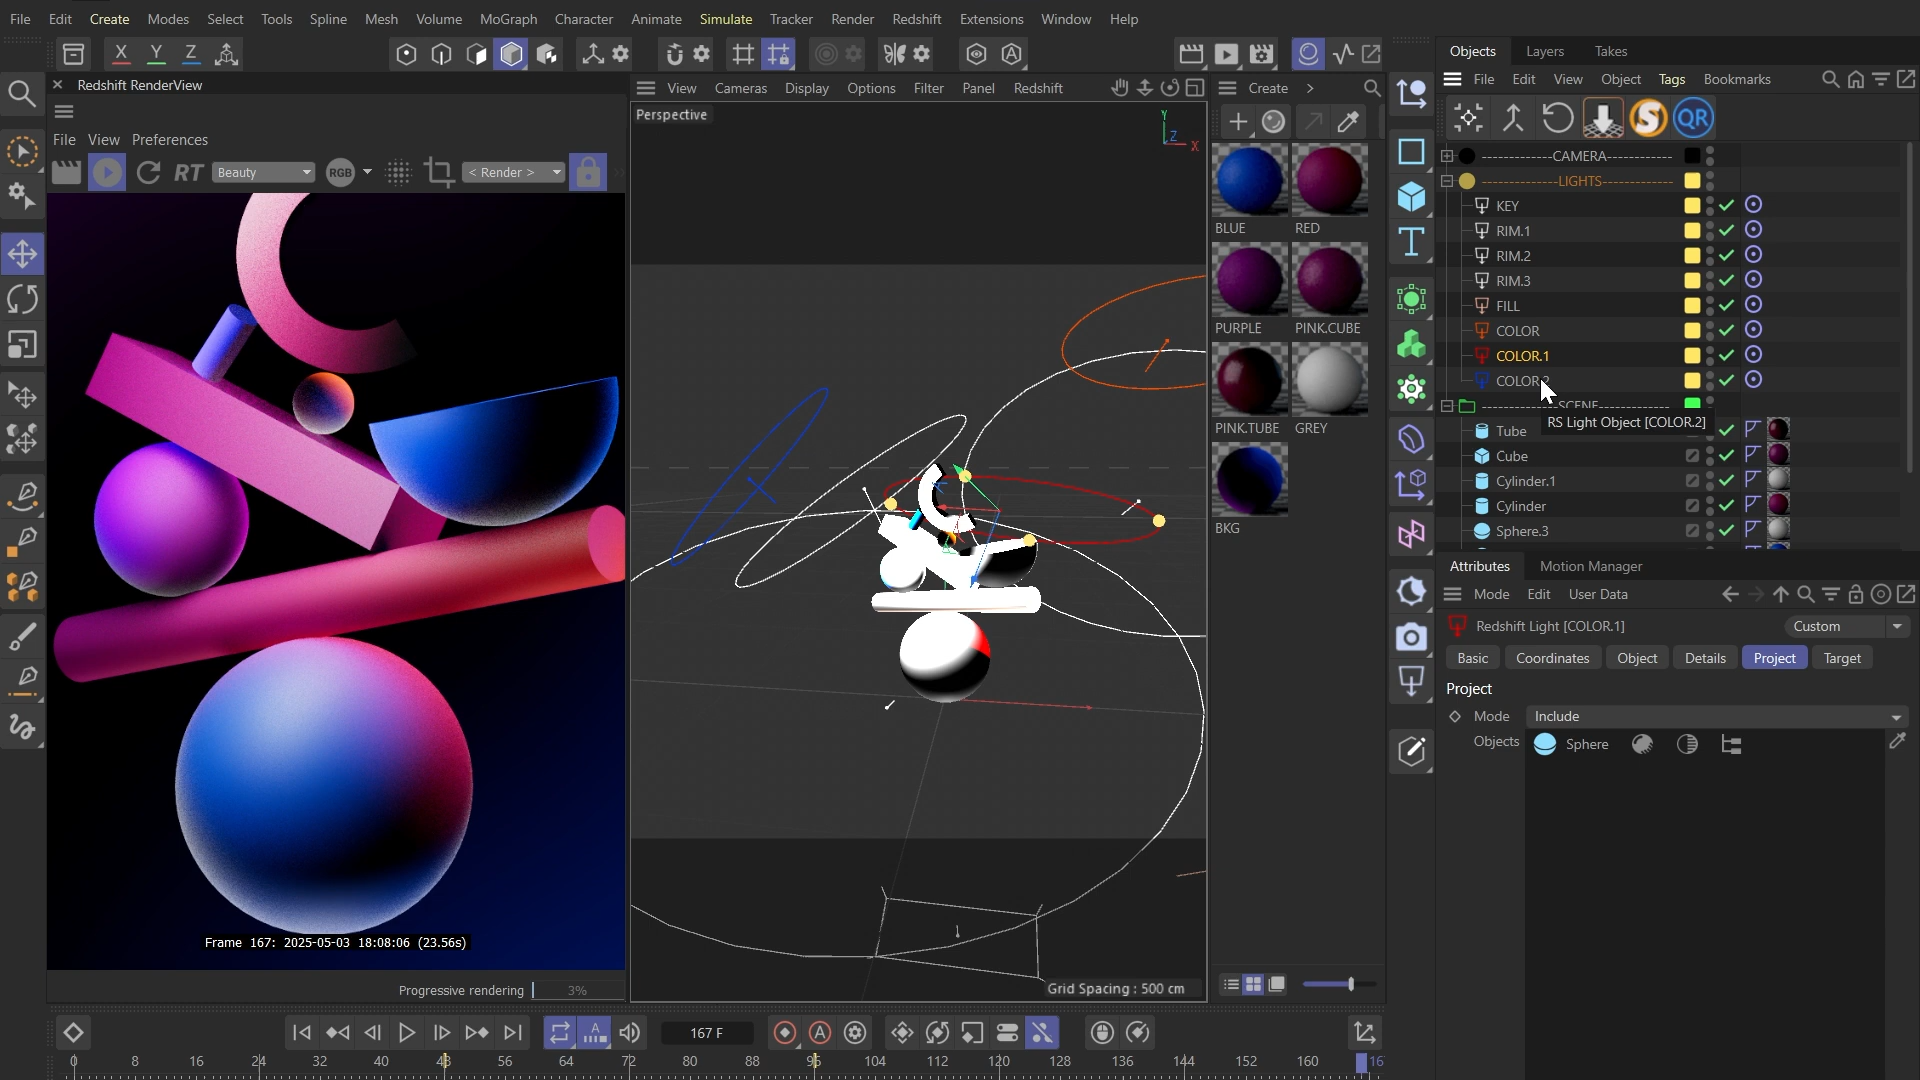 File Edit Create Modes Select Tools Spline Mesh Volume MoGraph Character Animate Simulate Tracker Render Redshift Extensions Window Help
X Y Z
Redshift RenderView
File View Preferences
RT Beauty RGB < Render >
Frame 167: 2025-05-03 18:08:06 (23.56s)
Progressive rendering 3%
View Cameras Display Options Filter Panel Redshift
Perspective
Y
Z
X
Grid Spacing : 500 cm
Create
BLUE RED
PURPLE PINK.CUBE
PINK.TUBE GREY
BKG
Objects Layers Takes
File Edit View Object Tags Bookmarks
S QR
-------------CAMERA------------
--------------LIGHTS-------------
KEY
RIM.1
RIM.2
RIM.3
FILL
COLOR
COLOR.1
COLOR.2
--------------SCENE-------------
RS Light Object [COLOR.2]
Tube
Cube
Cylinder.1
Cylinder
Sphere.3
Attributes Motion Manager
Mode Edit User Data
Redshift Light [COLOR.1] Custom
Basic Coordinates Object Details Project Target
Project
Mode Include
Objects Sphere
A 167 F A
0 8 16 24 32 40 48 56 64 72 80 88 96 104 112 120 128 136 144 152 160 16